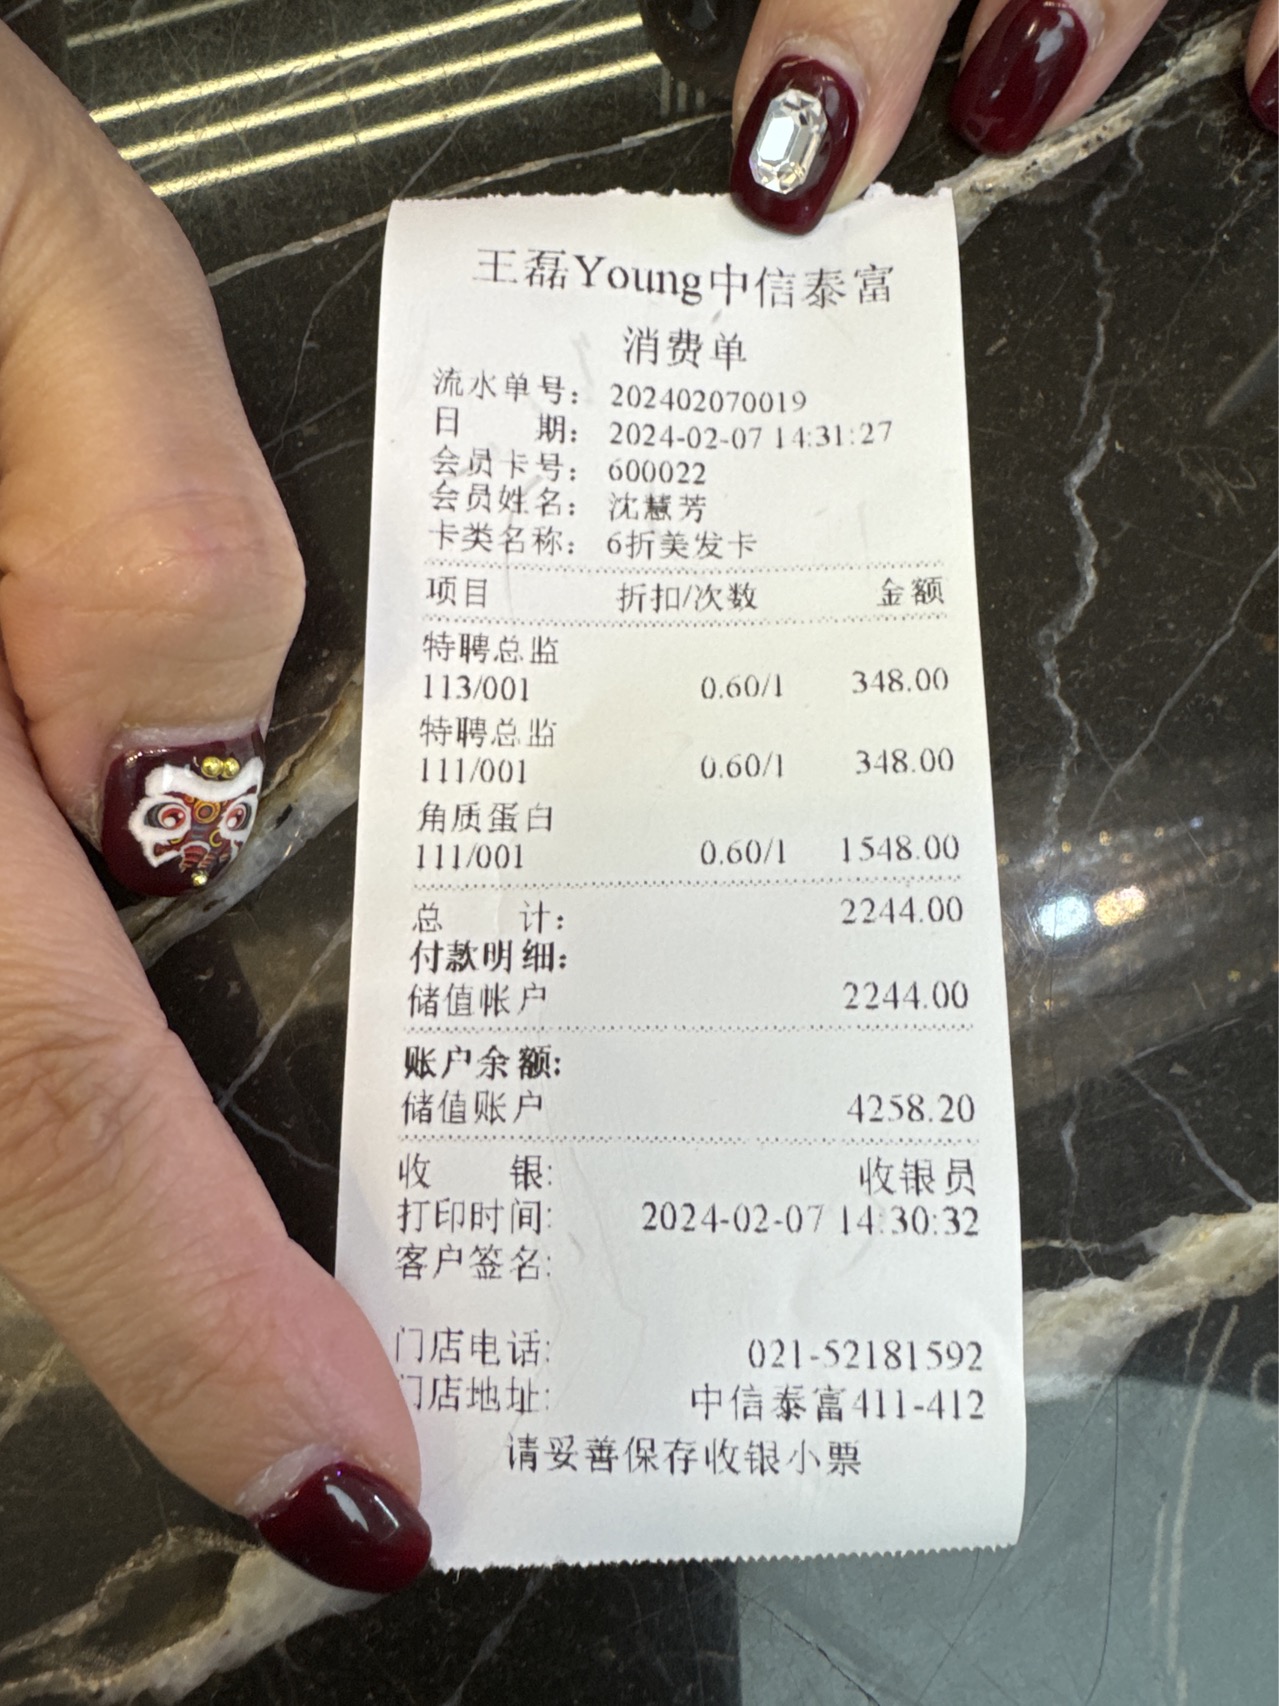 王磊Young中信泰富
消费单
流水单号： 202402070019
日 期： 2024-02-07 14:31:27
会员卡号： 600022
会员姓名： 沈慧芳
卡类名称： 6折美发卡
项目 折扣/次数 金额
特聘总监
113/001 0.60/1 348.00
特聘总监
111/001 0.60/1 348.00
角质蛋白
111/001 0.60/1 1548.00
总 计： 2244.00
付款明细：
储值帐户 2244.00
账户余额:
储值账户 4258.20
收 银: 收银员
打印时间: 2024-02-07 14:30:32
客户签名:
门店电话: 021-52181592
门店地址: 中信泰富411-412
请妥善保存收银小票